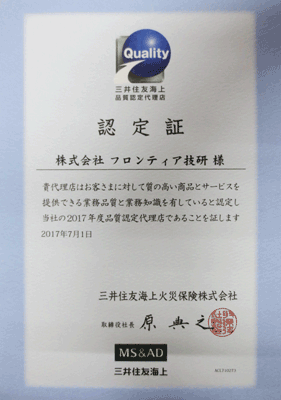 Quality
三井住友海上
品質認定代理店
認定証
株式会社 フロンティア技研 様
貴代理店はお客さまに対して質の高い商品とサービスを
提供できる業務品質と業務知識を有していると認定し
当社の2017年度品質認定代理店であることを証します
2017年7月1日
三井住友海上火災保険株式会社
取締役社長 原 典之
MS&AD
三井住友海上